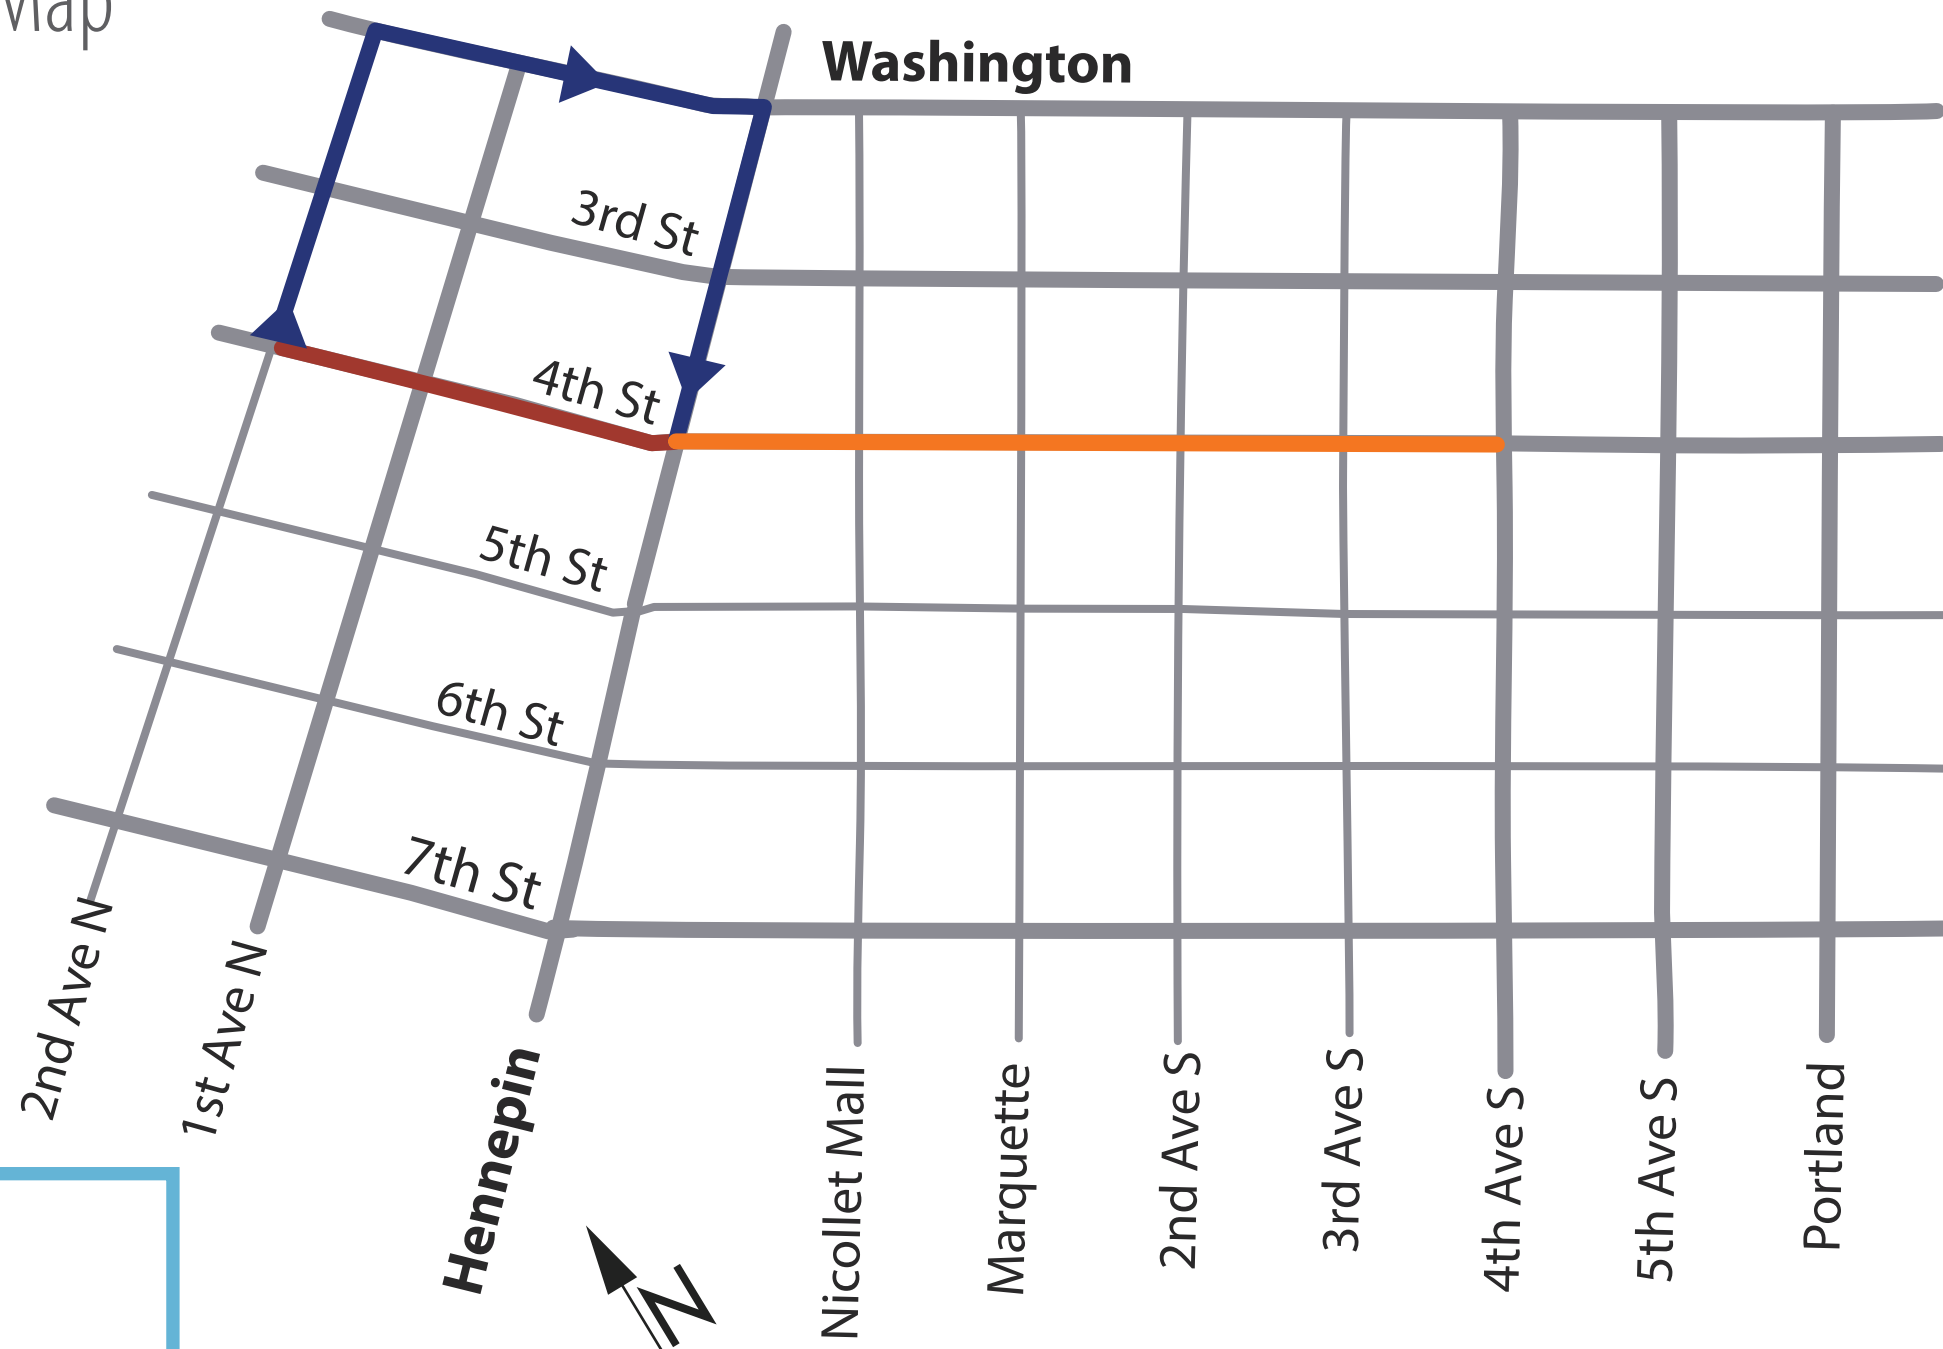 Map
Washington
3rd St
4th St
5th St
6th St
7th St
2nd Ave N
1st Ave N
Hennepin
Nicollet Mall
Marquette
2nd Ave S
3rd Ave S
4th Ave S
5th Ave S
Portland
N